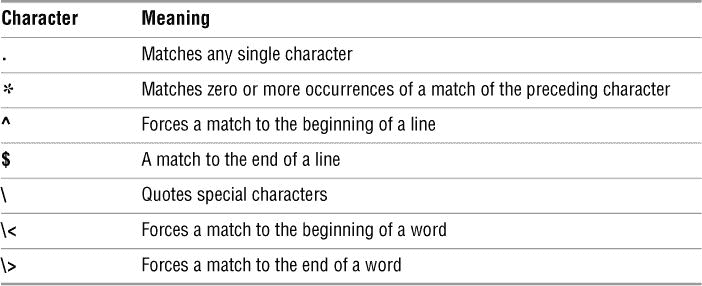 Character Meaning
. Matches any single character
* Matches zero or more occurrences of a match of the preceding character
^ Forces a match to the beginning of a line
$ A match to the end of a line
\ Quotes special characters
\< Forces a match to the beginning of a word
\> Forces a match to the end of a word